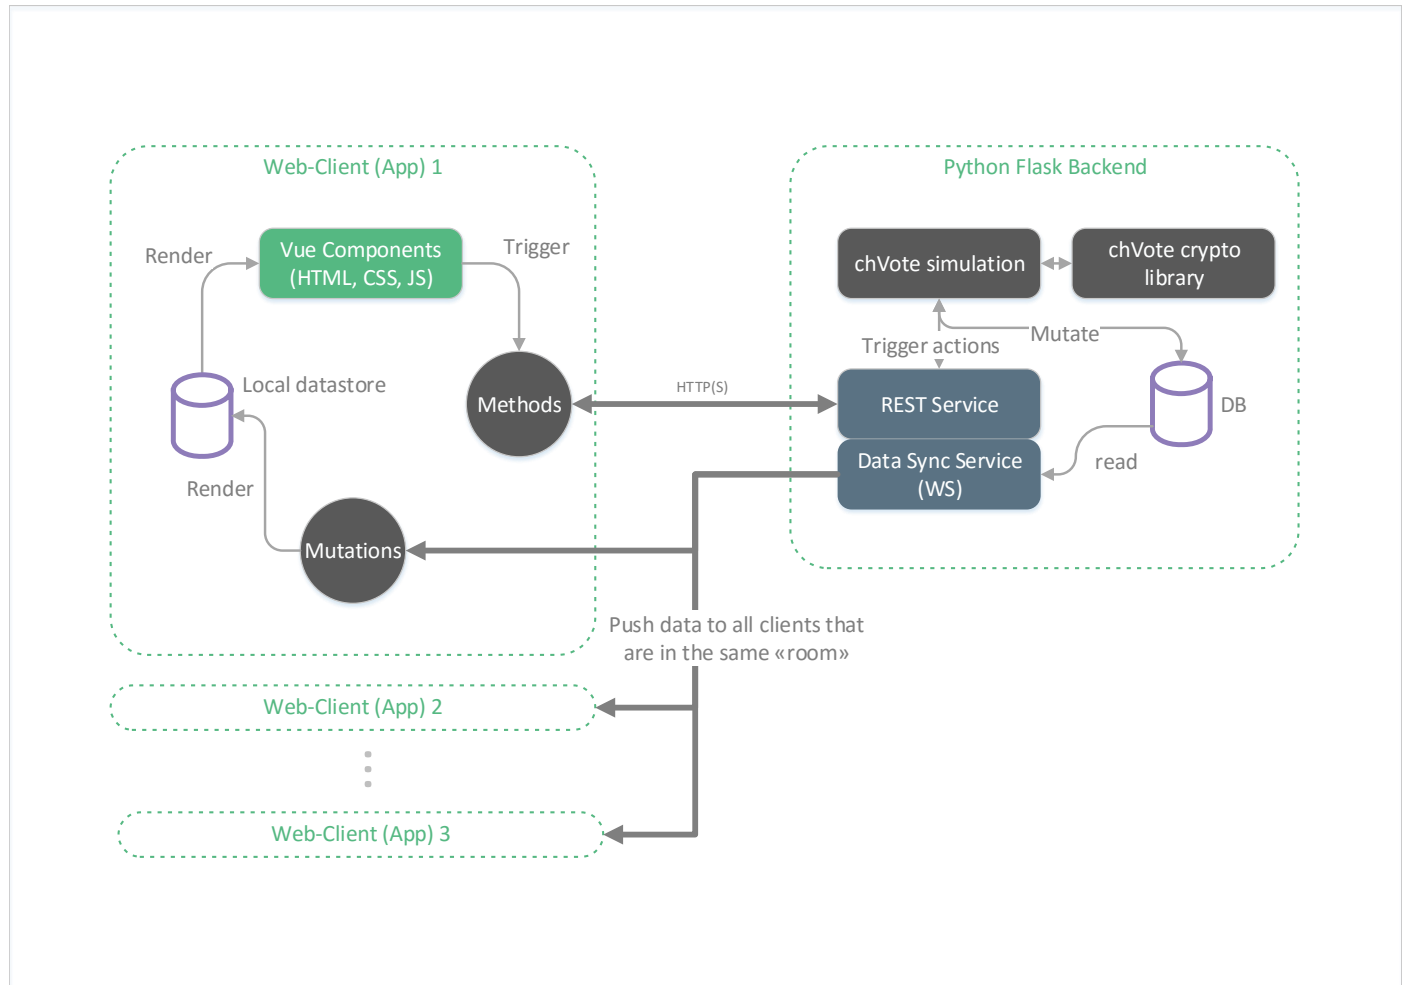 Web-Client (App) 1
Render
Vue Components
(HTML, CSS, JS)
Trigger
Local datastore
Methods
Render
Mutations
HTTP(S)
Python Flask Backend
chVote simulation
chVote crypto
library
Mutate
Trigger actions
REST Service
DB
Data Sync Service
(WS)
read
Push data to all clients that
are in the same «room»
Web-Client (App) 2
Web-Client (App) 3